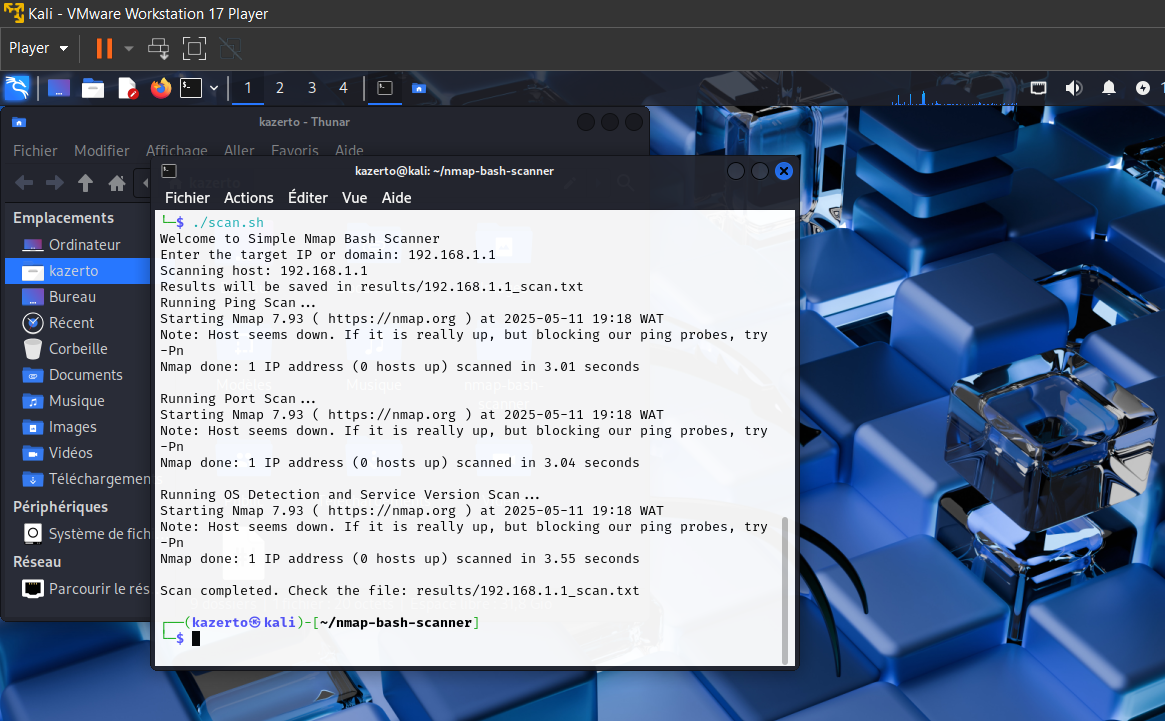 Kali - VMware Workstation 17 Player
Player
1 2 3 4
kazerto - Thunar
Fichier Modifier Affichage Aller Favoris Aide
kazerto@kali: ~/nmap-bash-scanner
Fichier Actions Éditer Vue Aide
Emplacements
Ordinateur
kazerto
Bureau
Récent
Corbeille
Documents
Musique
Images
Vidéos
Téléchargemen
Périphériques
Système de fich
Réseau
Parcourir le rés
└─$ ./scan.sh
Welcome to Simple Nmap Bash Scanner
Enter the target IP or domain: 192.168.1.1
Scanning host: 192.168.1.1
Results will be saved in results/192.168.1.1_scan.txt
Running Ping Scan...
Starting Nmap 7.93 ( https://nmap.org ) at 2025-05-11 19:18 WAT
Note: Host seems down. If it is really up, but blocking our ping probes, try
-Pn
Nmap done: 1 IP address (0 hosts up) scanned in 3.01 seconds
Running Port Scan...
Starting Nmap 7.93 ( https://nmap.org ) at 2025-05-11 19:18 WAT
Note: Host seems down. If it is really up, but blocking our ping probes, try
-Pn
Nmap done: 1 IP address (0 hosts up) scanned in 3.04 seconds
Running OS Detection and Service Version Scan...
Starting Nmap 7.93 ( https://nmap.org ) at 2025-05-11 19:18 WAT
Note: Host seems down. If it is really up, but blocking our ping probes, try
-Pn
Nmap done: 1 IP address (0 hosts up) scanned in 3.55 seconds
Scan completed. Check the file: results/192.168.1.1_scan.txt
┌──(kazerto㉿kali)-[~/nmap-bash-scanner]
└─$